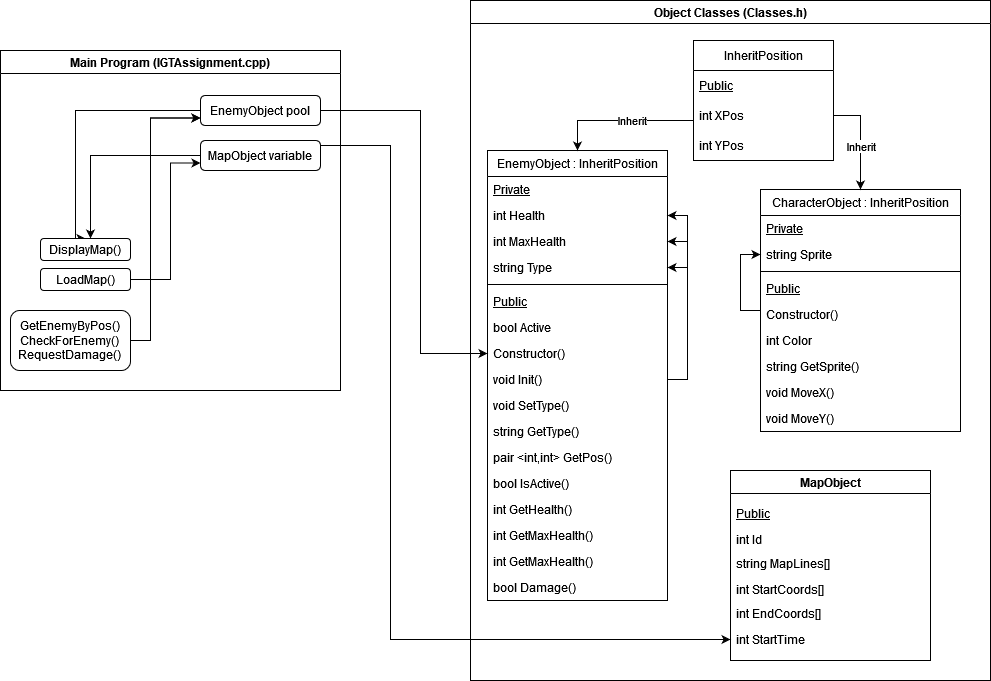 Main Program (IGTAssignment.cpp)
EnemyObject pool
MapObject variable
DisplayMap()
LoadMap()
GetEnemyByPos()
CheckForEnemy()
RequestDamage()
Object Classes (Classes.h)
InheritPosition
Public
int XPos
int YPos
Inherit
Inherit
EnemyObject : InheritPosition
Private
int Health
int MaxHealth
string Type
Public
bool Active
Constructor()
void Init()
void SetType()
string GetType()
pair <int,int> GetPos()
bool IsActive()
int GetHealth()
int GetMaxHealth()
int GetMaxHealth()
bool Damage()
CharacterObject : InheritPosition
Private
string Sprite
Public
Constructor()
int Color
string GetSprite()
void MoveX()
void MoveY()
MapObject
Public
int Id
string MapLines[]
int StartCoords[]
int EndCoords[]
int StartTime